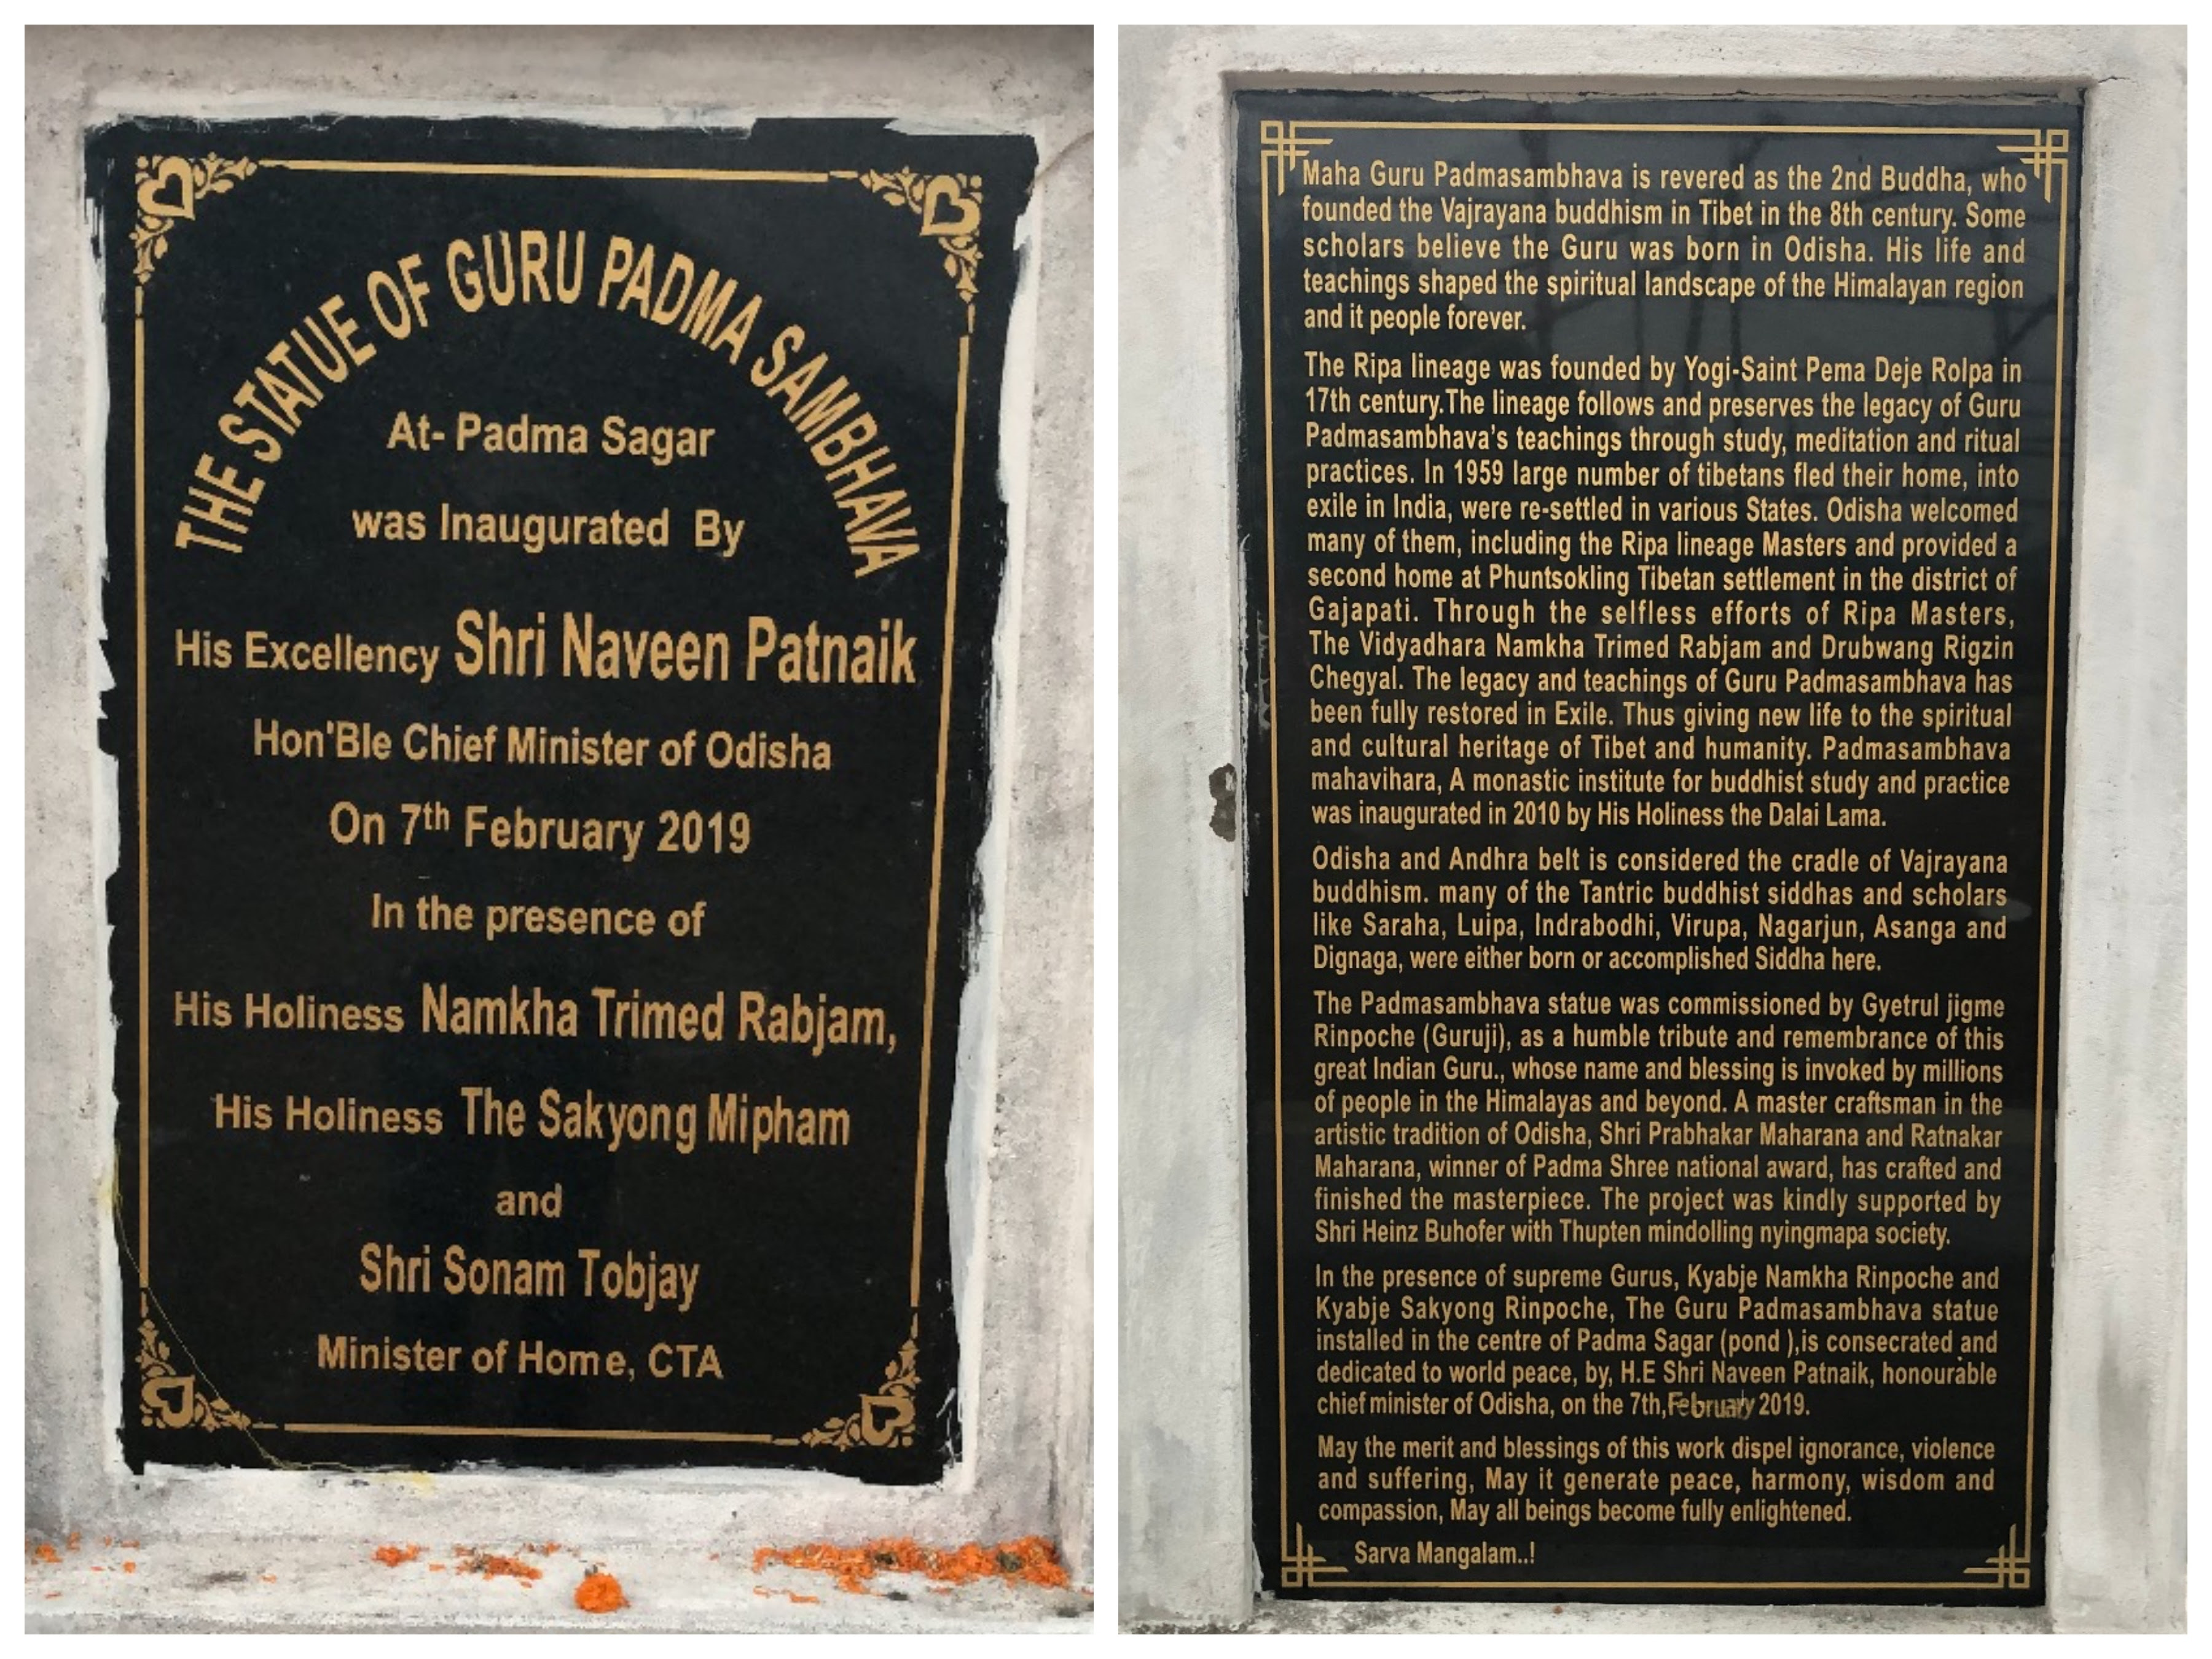 THE STATUE OF GURU PADMA SAMBHAVA
At- Padma Sagar
was Inaugurated By
His Excellency Shri Naveen Patnaik
Hon'Ble Chief Minister of Odisha
On 7th February 2019
In the presence of
His Holiness Namkha Trimed Rabjam,
His Holiness The Sakyong Mipham
and
Shri Sonam Tobjay
Minister of Home, CTA
Maha Guru Padmasambhava is revered as the 2nd Buddha, who
founded the Vajrayana buddhism in Tibet in the 8th century. Some
scholars believe the Guru was born in Odisha. His life and
teachings shaped the spiritual landscape of the Himalayan region
and it people forever.
The Ripa lineage was founded by Yogi-Saint Pema Deje Rolpa in
17th century.The lineage follows and preserves the legacy of Guru
Padmasambhava's teachings through study, meditation and ritual
practices. In 1959 large number of tibetans fled their home, into
exile in India, were re-settled in various States. Odisha welcomed
many of them, including the Ripa lineage Masters and provided a
second home at Phuntsokling Tibetan settlement in the district of
Gajapati. Through the selfless efforts of Ripa Masters,
The Vidyadhara Namkha Trimed Rabjam and Drubwang Rigzin
Chegyal. The legacy and teachings of Guru Padmasambhava has
been fully restored in Exile. Thus giving new life to the spiritual
and cultural heritage of Tibet and humanity. Padmasambhava
mahavihara, A monastic institute for buddhist study and practice
was inaugurated in 2010 by His Holiness the Dalai Lama.
Odisha and Andhra belt is considered the cradle of Vajrayana
buddhism. many of the Tantric buddhist siddhas and scholars
like Saraha, Luipa, Indrabodhi, Virupa, Nagarjun, Asanga and
Dignaga, were either born or accomplished Siddha here.
The Padmasambhava statue was commissioned by Gyetrul jigme
Rinpoche (Guruji), as a humble tribute and remembrance of this
great Indian Guru., whose name and blessing is invoked by millions
of people in the Himalayas and beyond. A master craftsman in the
artistic tradition of Odisha, Shri Prabhakar Maharana and Ratnakar
Maharana, winner of Padma Shree national award, has crafted and
finished the masterpiece. The project was kindly supported by
Shri Heinz Buhofer with Thupten mindolling nyingmapa society.
In the presence of supreme Gurus, Kyabje Namkha Rinpoche and
Kyabje Sakyong Rinpoche, The Guru Padmasambhava statue
installed in the centre of Padma Sagar (pond ),is consecrated and
dedicated to world peace, by, H.E Shri Naveen Patnaik, honourable
chief minister of Odisha, on the 7th,February 2019.
May the merit and blessings of this work dispel ignorance, violence
and suffering, May it generate peace, harmony, wisdom and
compassion, May all beings become fully enlightened.
Sarva Mangalam..!